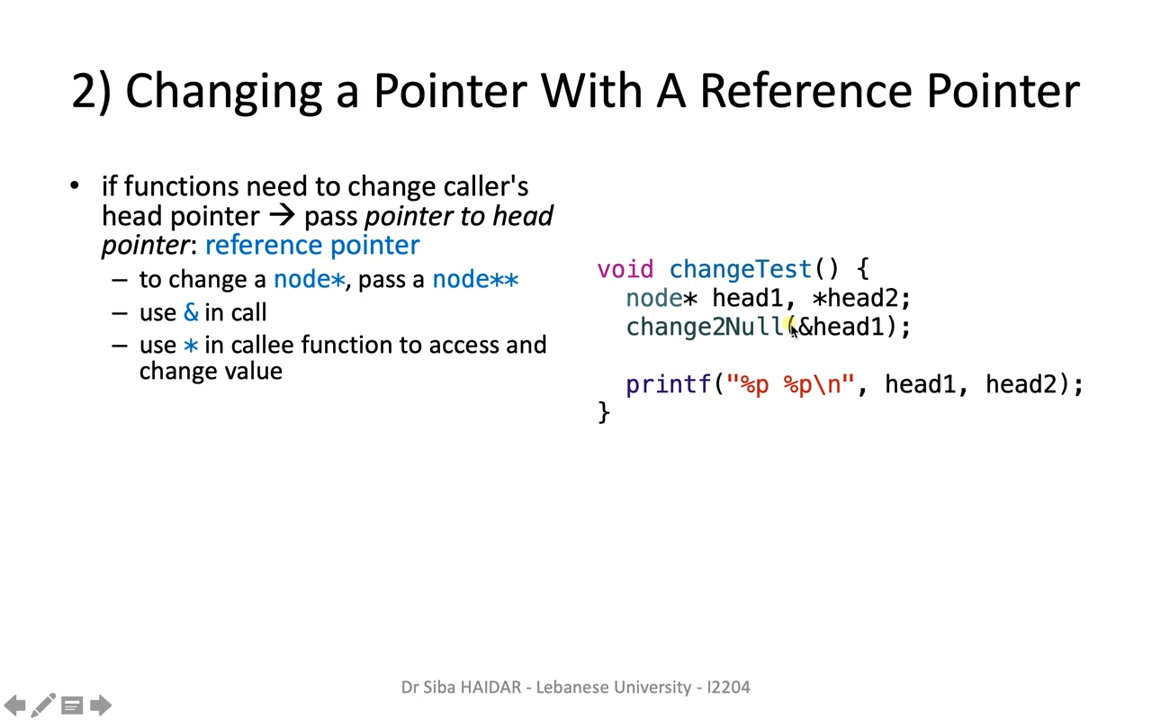 2) Changing a Pointer With A Reference Pointer
• if functions need to change caller's
head pointer → pass pointer to head
pointer: reference pointer
– to change a node*, pass a node**
– use & in call
– use * in callee function to access and
change value
void changeTest() {
node* head1, *head2;
change2Null(&head1);
printf("%p %p\n", head1, head2);
}
Dr Siba HAIDAR - Lebanese University - I2204